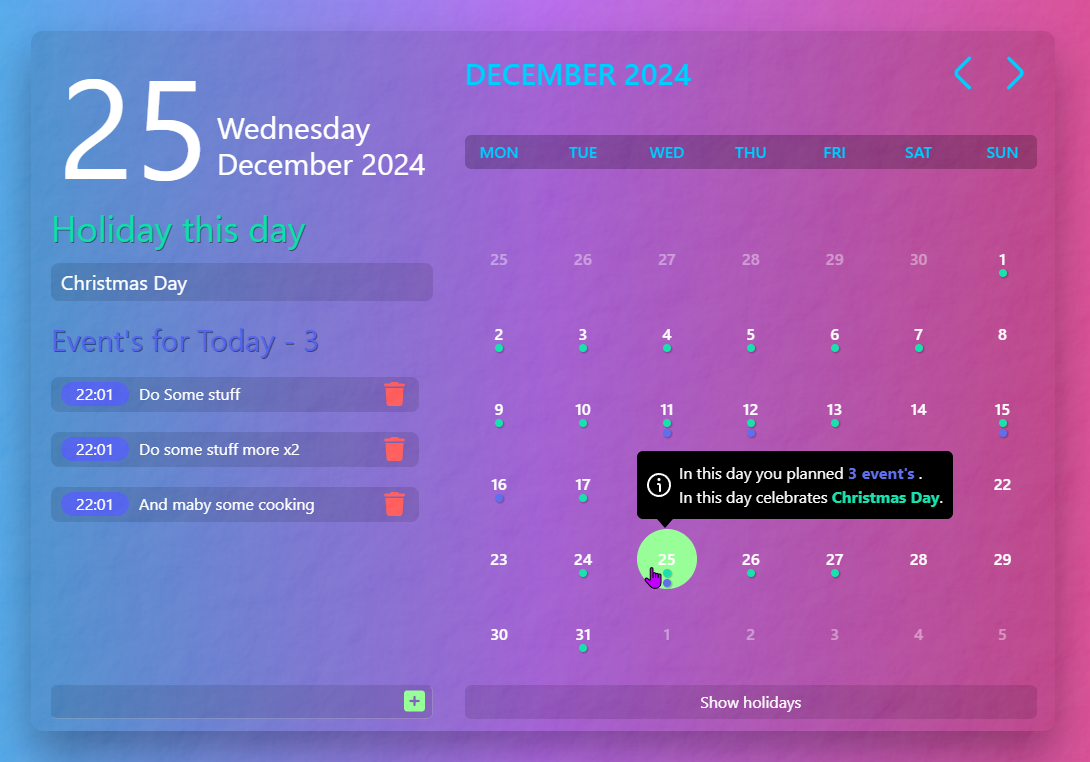 25
Wednesday
December 2024
Holiday this day
Christmas Day
Event's for Today - 3
22:01 Do Some stuff
22:01 Do some stuff more x2
22:01 And maby some cooking
DECEMBER 2024
MON TUE WED THU FRI SAT SUN
25 26 27 28 29 30 1
2 3 4 5 6 7 8
9 10 11 12 13 14 15
In this day you planned 3 event's .
In this day celebrates Christmas Day.
16 17 22
23 24 25 26 27 28 29
30 31 1 2 3 4 5
Show holidays